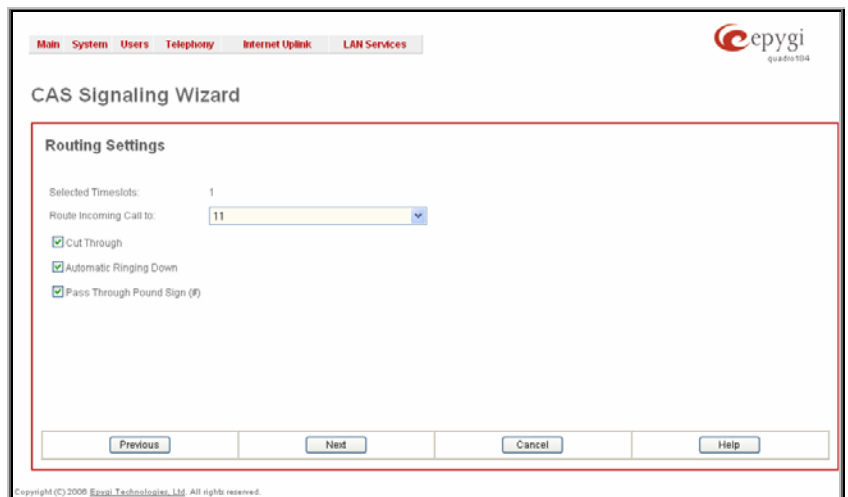 Main System Users Telephony Internet Uplink LAN Services
epygi
quadro104
CAS Signaling Wizard
Routing Settings
Selected Timeslots: 1
Route Incoming Call to: 11
Cut Through
Automatic Ringing Down
Pass Through Pound Sign (#)
Previous Next Cancel Help
Copyright (C) 2006 Epygi Technologies, Ltd. All rights reserved.